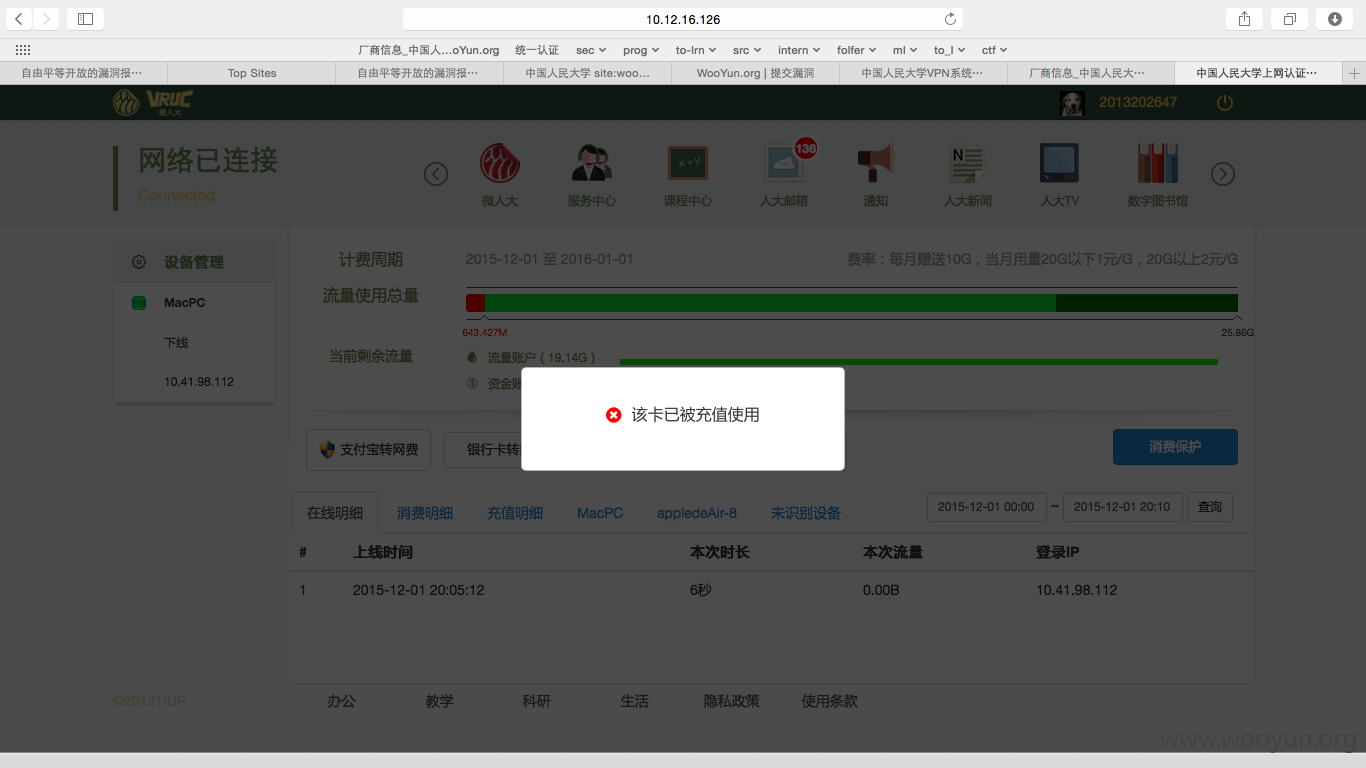 10.12.16.126
厂商信息_中国人...oYun.org 统一认证 sec prog to-lrn src intern folfer ml to_l ctf
自由平等开放的漏洞报... Top Sites 自由平等开放的漏洞报... 中国人民大学 site:woo... WooYun.org | 提交漏洞 中国人民大学VPN系统... 厂商信息_中国人民大... 中国人民大学上网认证...
VRUC 微人大 2013202647
网络已连接
Connected
136
微人大 服务中心 课程中心 人大邮箱 通知 人大新闻 人大TV 数字图书馆
设备管理
MacPC
下线
10.41.98.112
计费周期 2015-12-01 至 2016-01-01 费率：每月赠送10G，当月用量20G以下1元/G，20G以上2元/G
流量使用总量
643.427M 25.86G
当前剩余流量 流量账户 ( 19.14G )
资金账
该卡已被充值使用
支付宝转网费 银行卡转 消费保护
在线明细 消费明细 充值明细 MacPC appledeAir-8 未识别设备 2015-12-01 00:00 ~ 2015-12-01 20:10 查询
# 上线时间 本次时长 本次流量 登录IP
1 2015-12-01 20:05:12 6秒 0.00B 10.41.98.112
©2012TIUP 办公 教学 科研 生活 隐私政策 使用条款
www.wooyun.org